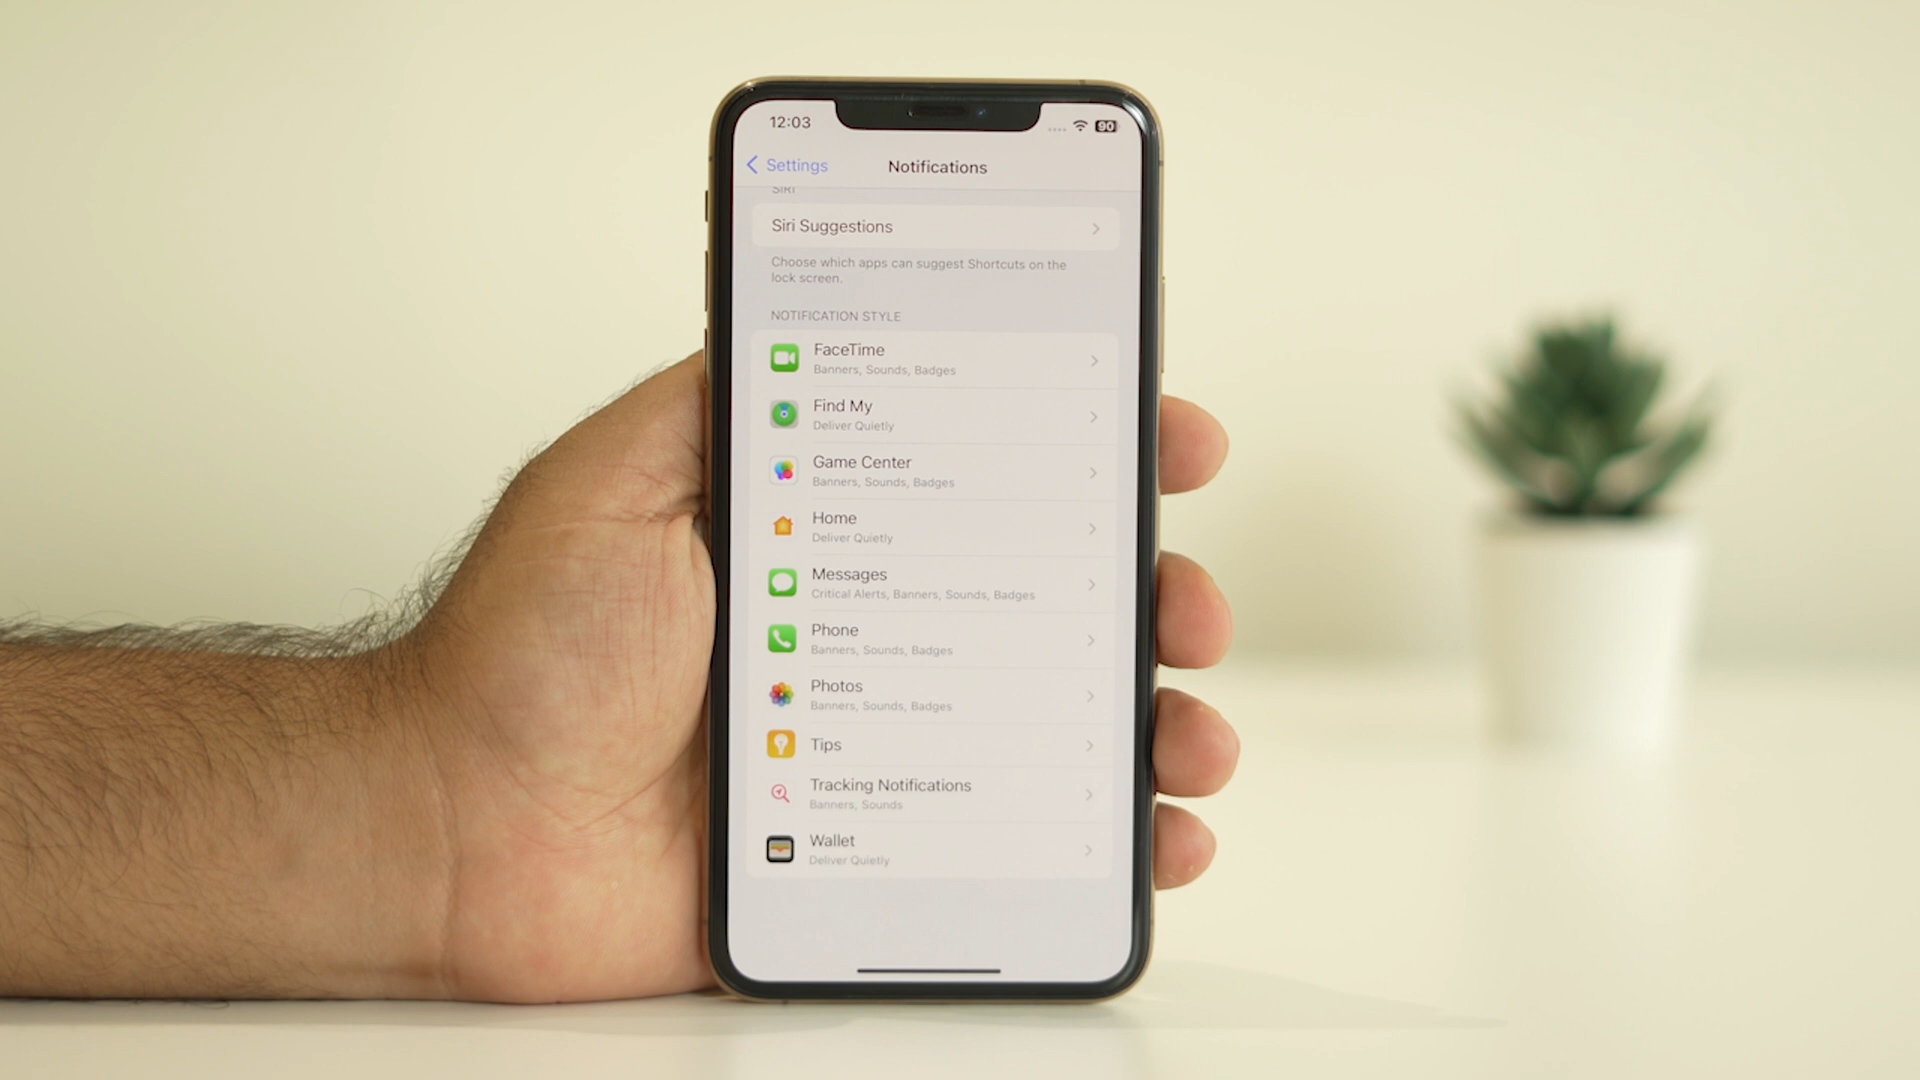 12:03
90
Settings
Notifications
SIRI
Siri Suggestions
Choose which apps can suggest Shortcuts on the
lock screen.
NOTIFICATION STYLE
FaceTime
Banners, Sounds, Badges
Find My
Deliver Quietly
Game Center
Banners, Sounds, Badges
Home
Deliver Quietly
Messages
Critical Alerts, Banners, Sounds, Badges
Phone
Banners, Sounds, Badges
Photos
Banners, Sounds, Badges
Tips
Tracking Notifications
Banners, Sounds
Wallet
Deliver Quietly